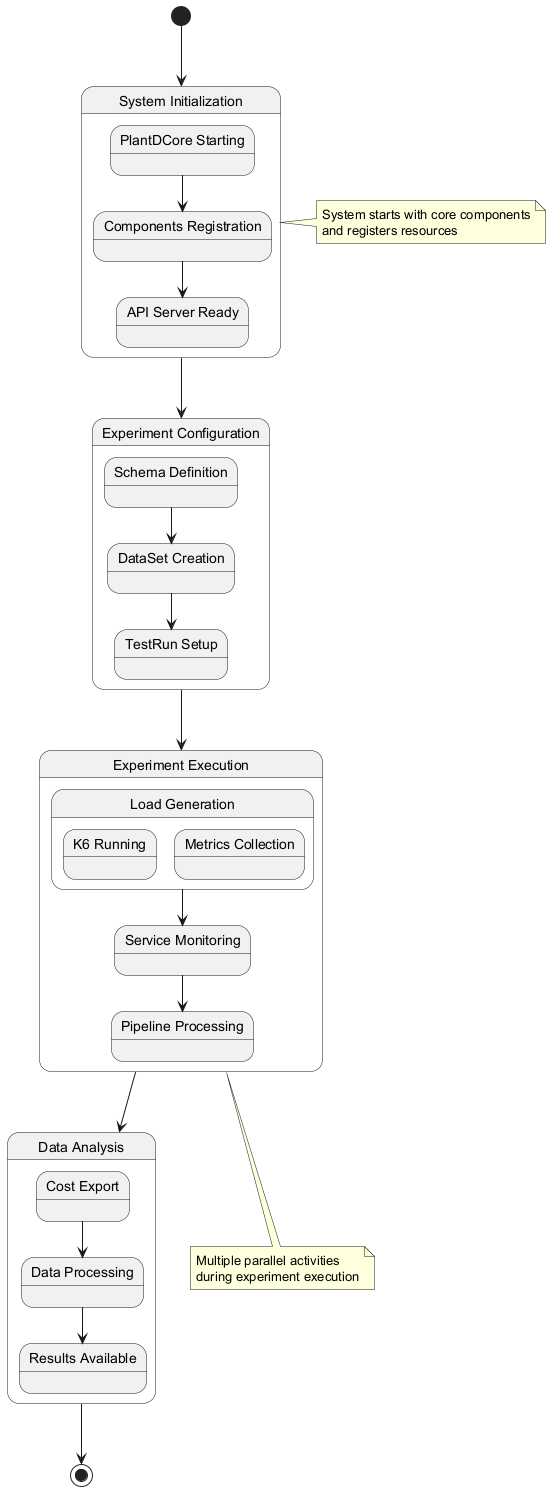 System Initialization
PlantDCore Starting
Components Registration
System starts with core components
and registers resources
API Server Ready
Experiment Configuration
Schema Definition
DataSet Creation
TestRun Setup
Experiment Execution
Load Generation
K6 Running
Metrics Collection
Service Monitoring
Pipeline Processing
Data Analysis
Cost Export
Data Processing
Multiple parallel activities
during experiment execution
Results Available